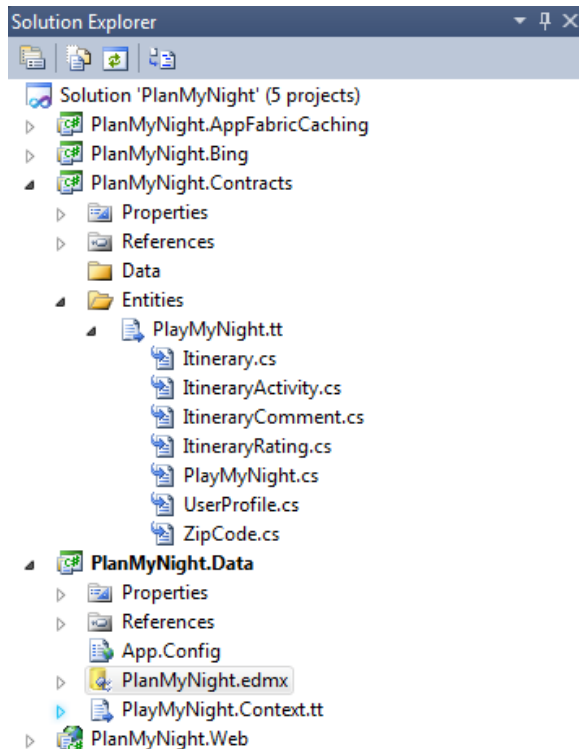 Solution Explorer
Solution 'PlanMyNight' (5 projects)
PlanMyNight.AppFabricCaching
PlanMyNight.Bing
PlanMyNight.Contracts
Properties
References
Data
Entities
PlayMyNight.tt
Itinerary.cs
ItineraryActivity.cs
ItineraryComment.cs
ItineraryRating.cs
PlayMyNight.cs
UserProfile.cs
ZipCode.cs
PlanMyNight.Data
Properties
References
App.Config
PlanMyNight.edmx
PlayMyNight.Context.tt
PlanMyNight.Web